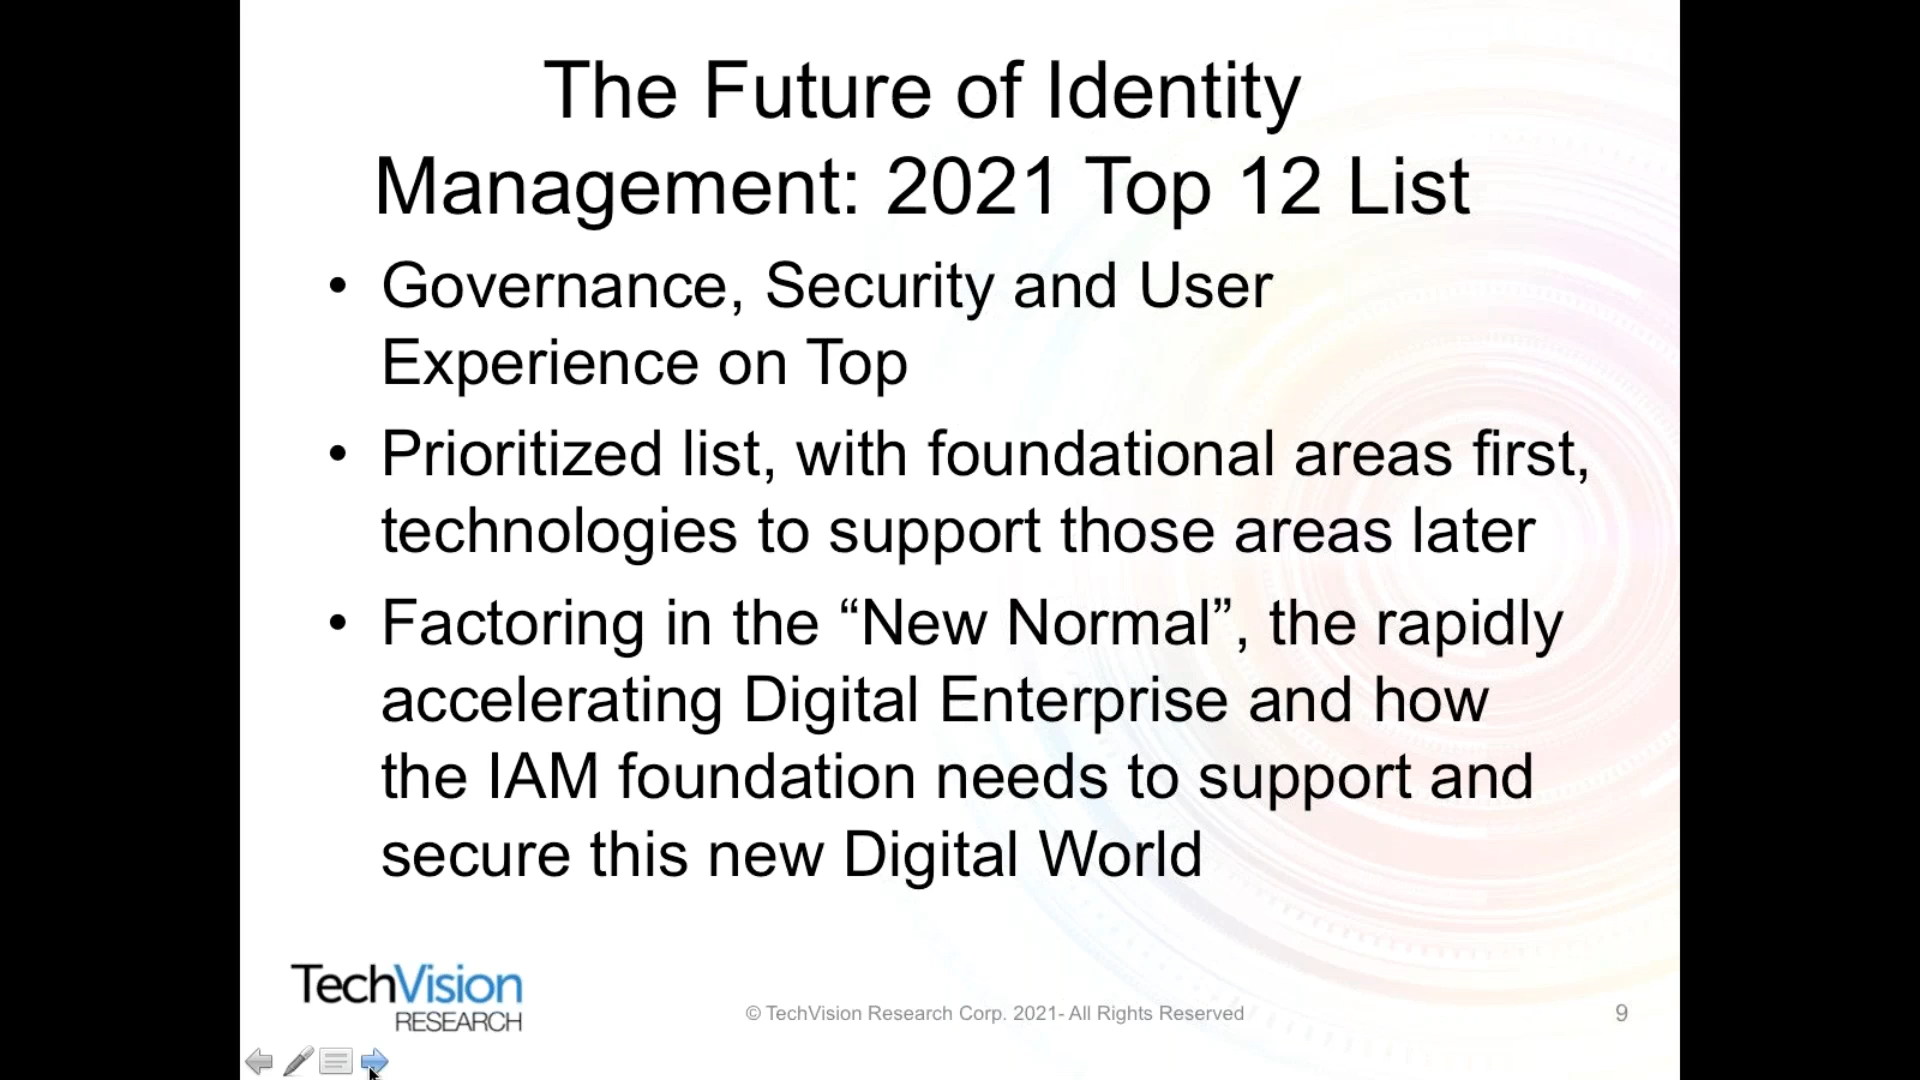 The Future of Identity
Management: 2021 Top 12 List
• Governance, Security and User
Experience on Top
• Prioritized list, with foundational areas first,
technologies to support those areas later
• Factoring in the “New Normal”, the rapidly
accelerating Digital Enterprise and how
the IAM foundation needs to support and
secure this new Digital World
TechVision
RESEARCH
© TechVision Research Corp. 2021- All Rights Reserved
9